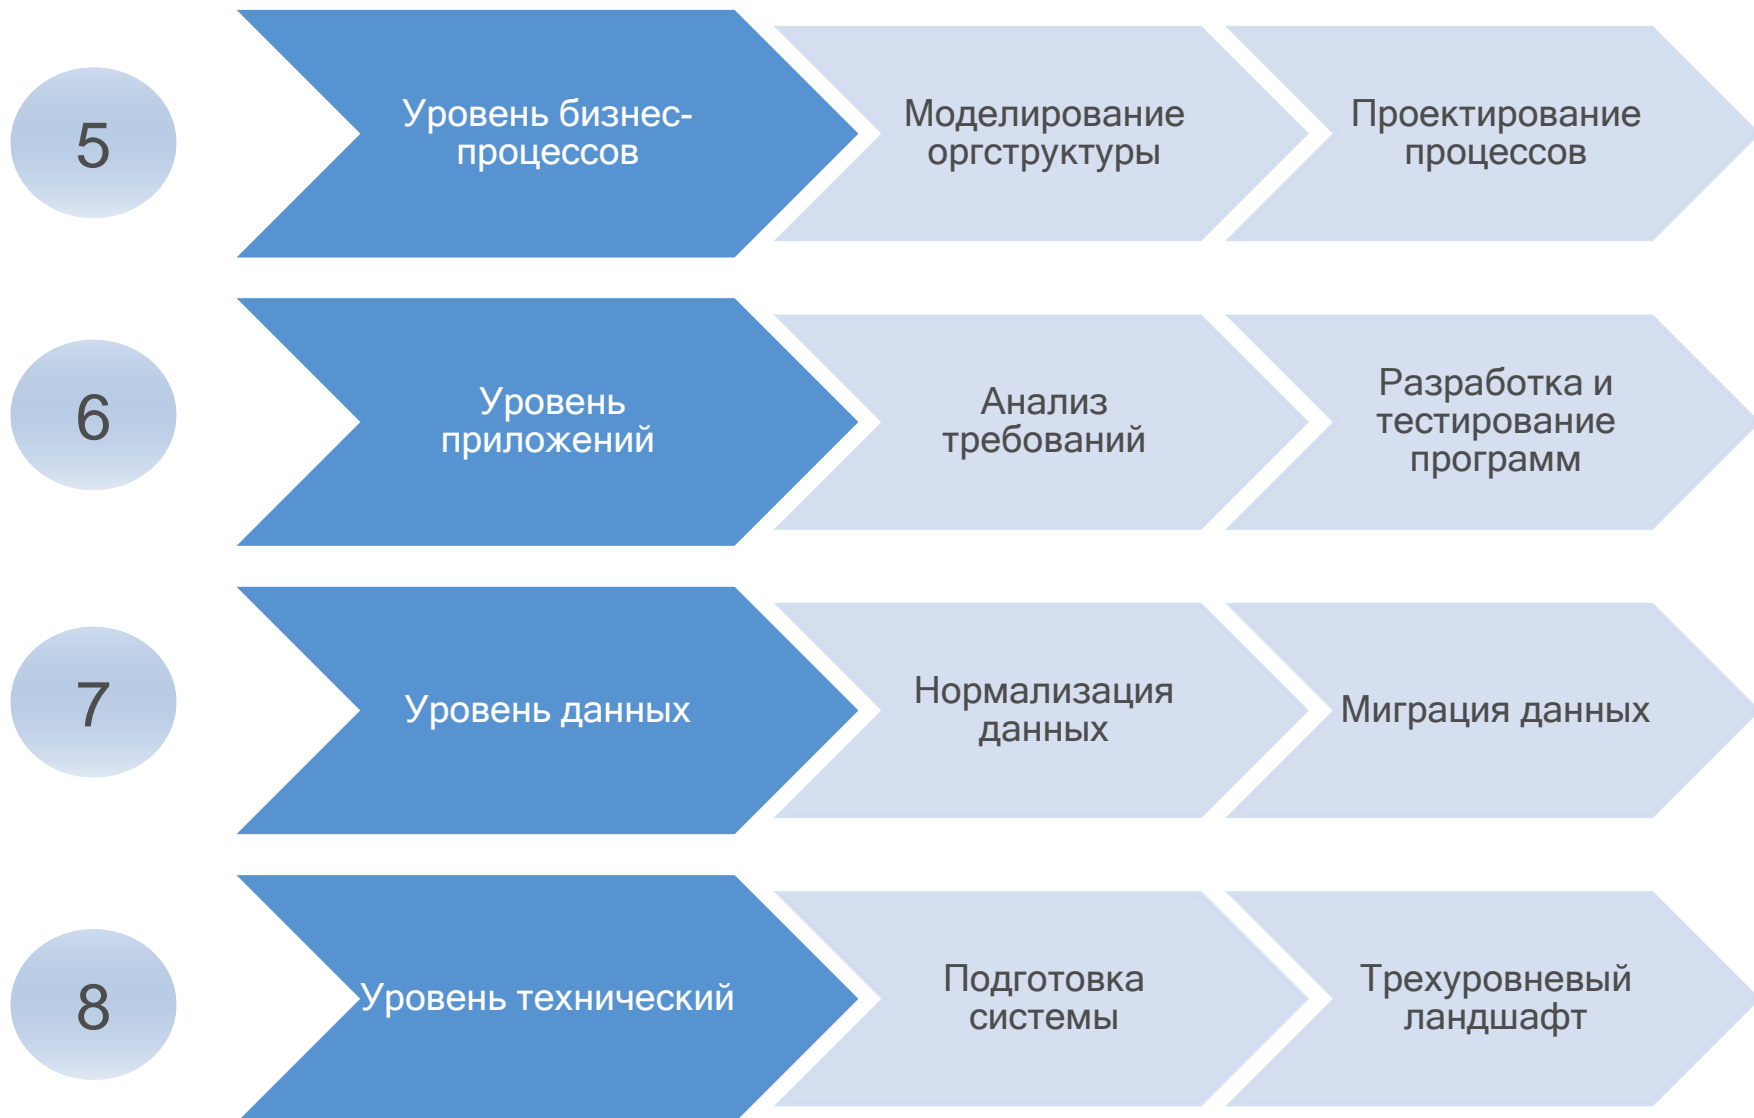 5
Уровень бизнес-
процессов
Моделирование
оргструктуры
Проектирование
процессов
6
Уровень
приложений
Анализ
требований
Разработка и
тестирование
программ
7
Уровень данных
Нормализация
данных
Миграция данных
8
Уровень технический
Подготовка
системы
Трехуровневый
ландшафт